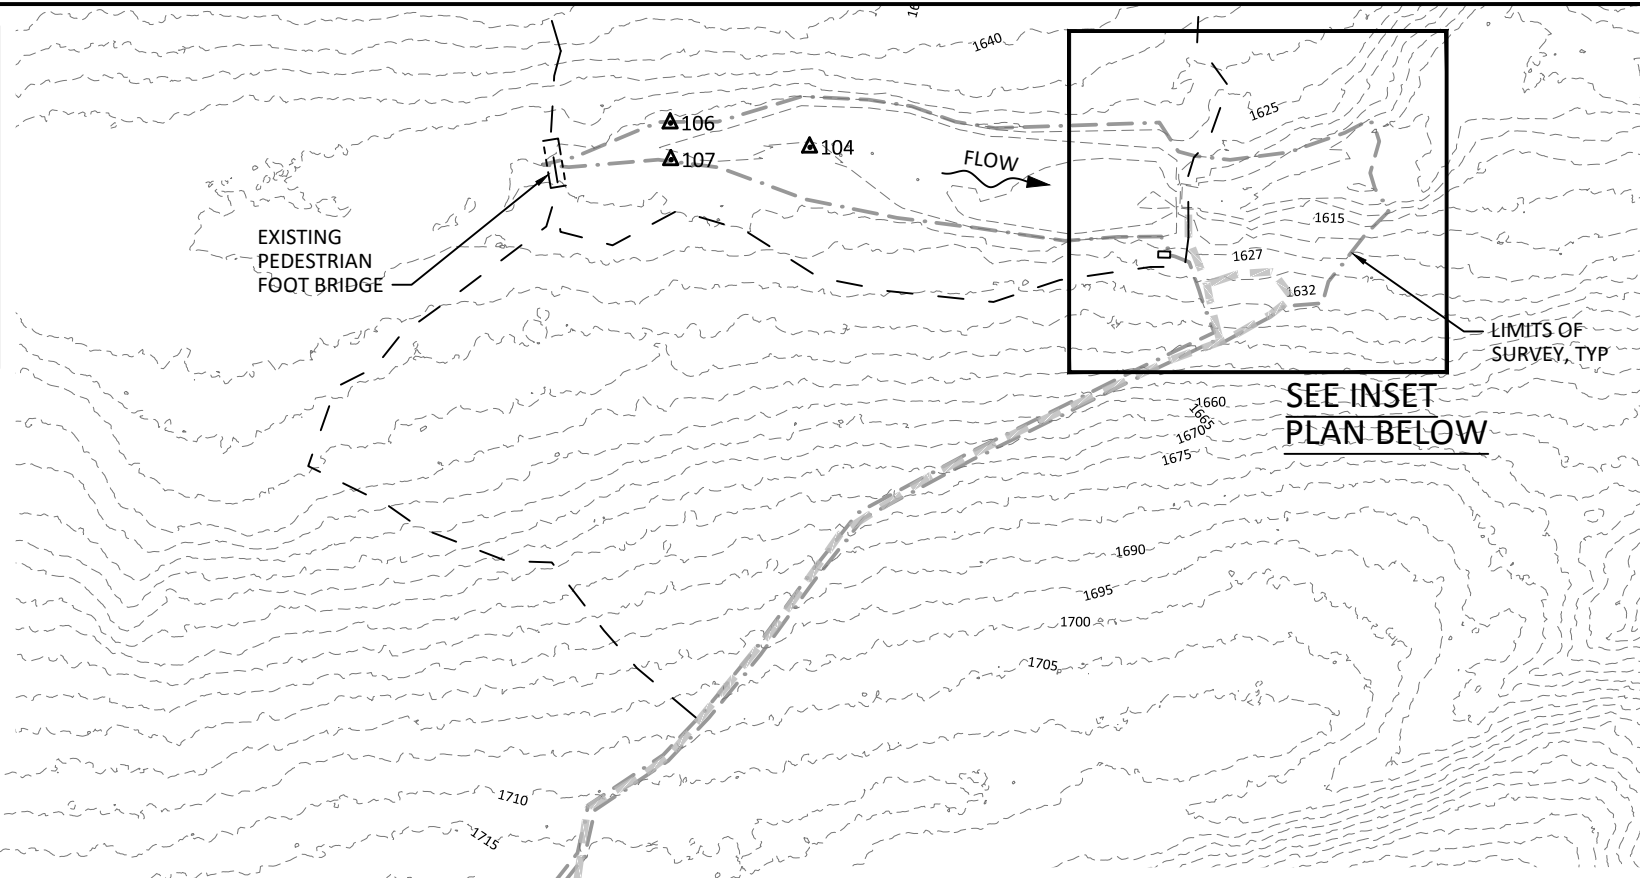 1640
1625
106
104
107
FLOW
1615
EXISTING
PEDESTRIAN
FOOT BRIDGE
1627
1632
LIMITS OF
SURVEY, TYP
SEE INSET
PLAN BELOW
1660
1665
1670
1675
1690
1695
1700
1705
1710
1715